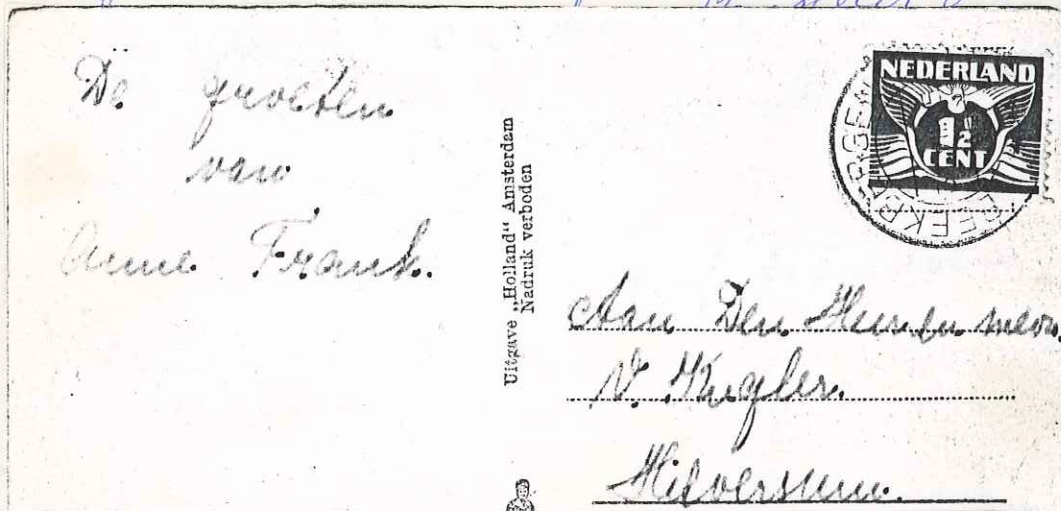 De groeten
van
Anne Frank.
Uitgave „Holland“ Amsterdam
Nadruk verboden
NEDERLAND
1½
CENT
BEEKBERGEN
Aan Den Heer en mevr.
V. Kugler.
Hilversum.